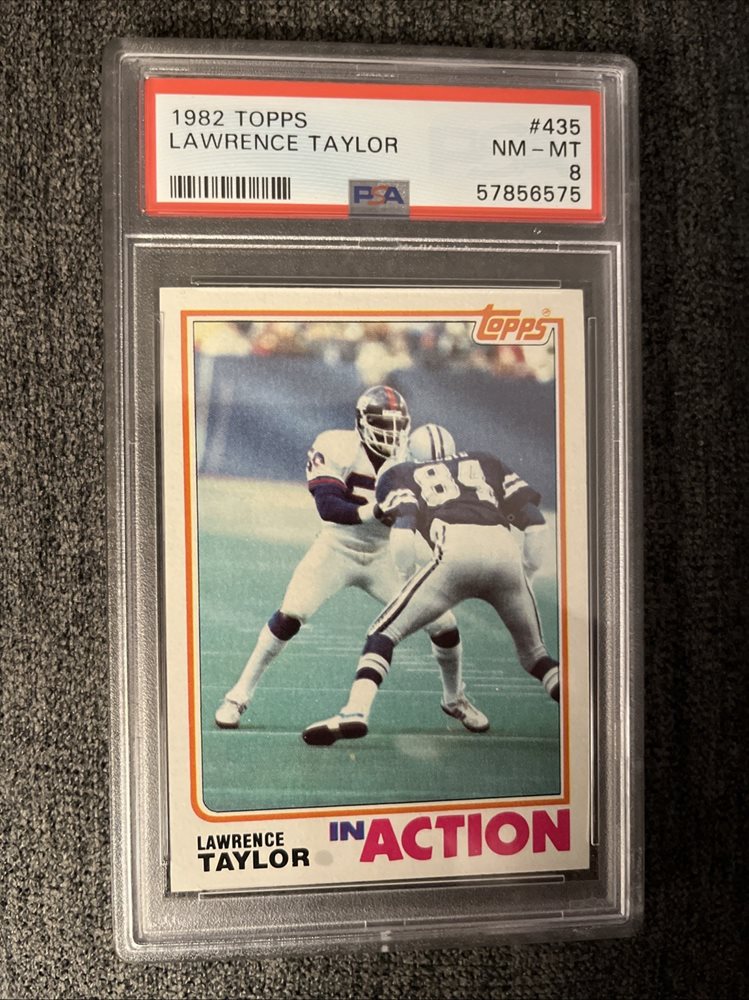 1982 TOPPS #435
LAWRENCE TAYLOR NM - MT
8
PSA 57856575
topps
84
LAWRENCE IN ACTION
TAYLOR